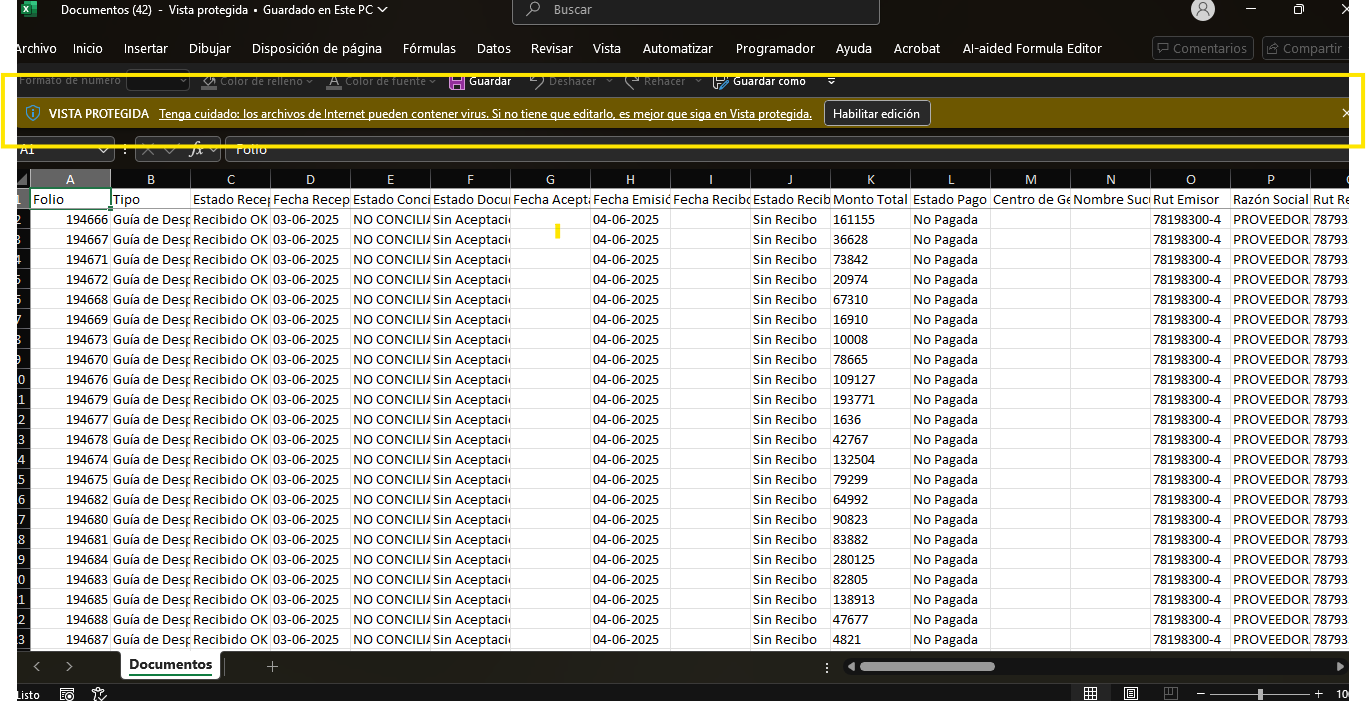 Documentos (42) - Vista protegida • Guardado en Este PC
Buscar
Archivo Inicio Insertar Dibujar Disposición de página Fórmulas Datos Revisar Vista Automatizar Programador Ayuda Acrobat AI-aided Formula Editor Comentarios Compartir
Formato de número Color de relleno Color de fuente Guardar Deshacer Rehacer Guardar como
VISTA PROTEGIDA Tenga cuidado: los archivos de Internet pueden contener virus. Si no tiene que editarlo, es mejor que siga en Vista protegida. Habilitar edición
A1 fx Folio
A B C D E F G H I J K L M N O P
1 Folio Tipo Estado Recep Fecha Recep Estado Conci Estado Docu Fecha Acepta Fecha Emisió Fecha Recibo Estado Recib Monto Total Estado Pago Centro de Ge Nombre Suc Rut Emisor Razón Social Rut Re
2 194666 Guía de Desp Recibido OK 03-06-2025 NO CONCILIA Sin Aceptaci 04-06-2025 Sin Recibo 161155 No Pagada 78198300-4 PROVEEDOR 78793
3 194667 Guía de Desp Recibido OK 03-06-2025 NO CONCILIA Sin Aceptaci 04-06-2025 Sin Recibo 36628 No Pagada 78198300-4 PROVEEDOR 78793
4 194671 Guía de Desp Recibido OK 03-06-2025 NO CONCILIA Sin Aceptaci 04-06-2025 Sin Recibo 73842 No Pagada 78198300-4 PROVEEDOR 78793
5 194672 Guía de Desp Recibido OK 03-06-2025 NO CONCILIA Sin Aceptaci 04-06-2025 Sin Recibo 20974 No Pagada 78198300-4 PROVEEDOR 78793
6 194668 Guía de Desp Recibido OK 03-06-2025 NO CONCILIA Sin Aceptaci 04-06-2025 Sin Recibo 67310 No Pagada 78198300-4 PROVEEDOR 78793
7 194669 Guía de Desp Recibido OK 03-06-2025 NO CONCILIA Sin Aceptaci 04-06-2025 Sin Recibo 16910 No Pagada 78198300-4 PROVEEDOR 78793
3 194673 Guía de Desp Recibido OK 03-06-2025 NO CONCILIA Sin Aceptaci 04-06-2025 Sin Recibo 10008 No Pagada 78198300-4 PROVEEDOR 78793
9 194670 Guía de Desp Recibido OK 03-06-2025 NO CONCILIA Sin Aceptaci 04-06-2025 Sin Recibo 78665 No Pagada 78198300-4 PROVEEDOR 78793
0 194676 Guía de Desp Recibido OK 03-06-2025 NO CONCILIA Sin Aceptaci 04-06-2025 Sin Recibo 109127 No Pagada 78198300-4 PROVEEDOR 78793
1 194679 Guía de Desp Recibido OK 03-06-2025 NO CONCILIA Sin Aceptaci 04-06-2025 Sin Recibo 193771 No Pagada 78198300-4 PROVEEDOR 78793
2 194677 Guía de Desp Recibido OK 03-06-2025 NO CONCILIA Sin Aceptaci 04-06-2025 Sin Recibo 1636 No Pagada 78198300-4 PROVEEDOR 78793
3 194678 Guía de Desp Recibido OK 03-06-2025 NO CONCILIA Sin Aceptaci 04-06-2025 Sin Recibo 42767 No Pagada 78198300-4 PROVEEDOR 78793
4 194674 Guía de Desp Recibido OK 03-06-2025 NO CONCILIA Sin Aceptaci 04-06-2025 Sin Recibo 132504 No Pagada 78198300-4 PROVEEDOR 78793
5 194675 Guía de Desp Recibido OK 03-06-2025 NO CONCILIA Sin Aceptaci 04-06-2025 Sin Recibo 79299 No Pagada 78198300-4 PROVEEDOR 78793
6 194682 Guía de Desp Recibido OK 03-06-2025 NO CONCILIA Sin Aceptaci 04-06-2025 Sin Recibo 64992 No Pagada 78198300-4 PROVEEDOR 78793
7 194680 Guía de Desp Recibido OK 03-06-2025 NO CONCILIA Sin Aceptaci 04-06-2025 Sin Recibo 90823 No Pagada 78198300-4 PROVEEDOR 78793
8 194681 Guía de Desp Recibido OK 03-06-2025 NO CONCILIA Sin Aceptaci 04-06-2025 Sin Recibo 83882 No Pagada 78198300-4 PROVEEDOR 78793
9 194684 Guía de Desp Recibido OK 03-06-2025 NO CONCILIA Sin Aceptaci 04-06-2025 Sin Recibo 280125 No Pagada 78198300-4 PROVEEDOR 78793
0 194683 Guía de Desp Recibido OK 03-06-2025 NO CONCILIA Sin Aceptaci 04-06-2025 Sin Recibo 82805 No Pagada 78198300-4 PROVEEDOR 78793
1 194685 Guía de Desp Recibido OK 03-06-2025 NO CONCILIA Sin Aceptaci 04-06-2025 Sin Recibo 138913 No Pagada 78198300-4 PROVEEDOR 78793
2 194688 Guía de Desp Recibido OK 03-06-2025 NO CONCILIA Sin Aceptaci 04-06-2025 Sin Recibo 47677 No Pagada 78198300-4 PROVEEDOR 78793
3 194687 Guía de Desp Recibido OK 03-06-2025 NO CONCILIA Sin Aceptaci 04-06-2025 Sin Recibo 4821 No Pagada 78198300-4 PROVEEDOR 78793
Documentos
Listo 100